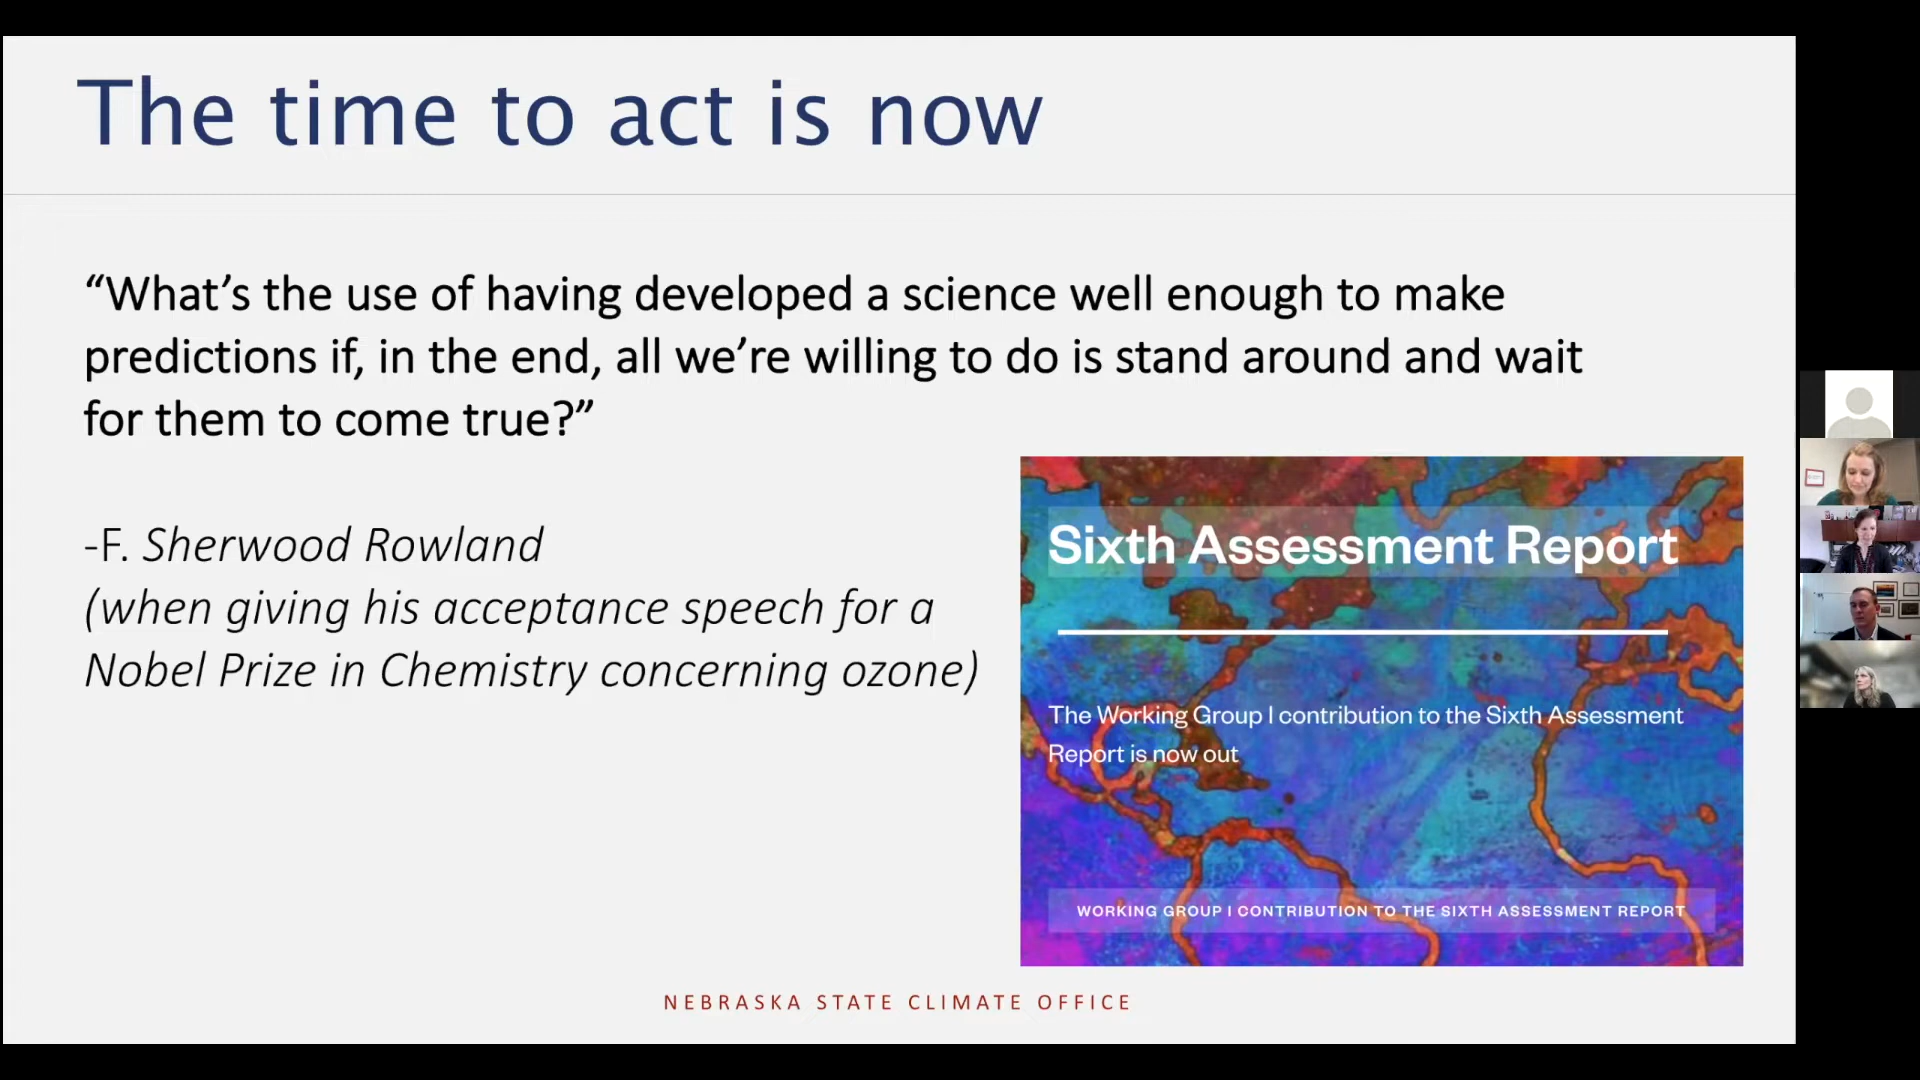 The time to act is now
“What’s the use of having developed a science well enough to make
predictions if, in the end, all we’re willing to do is stand around and wait
for them to come true?”
-F. Sherwood Rowland
(when giving his acceptance speech for a
Nobel Prize in Chemistry concerning ozone)
Sixth Assessment Report
The Working Group I contribution to the Sixth Assessment
Report is now out
WORKING GROUP I CONTRIBUTION TO THE SIXTH ASSESSMENT REPORT
NEBRASKA STATE CLIMATE OFFICE